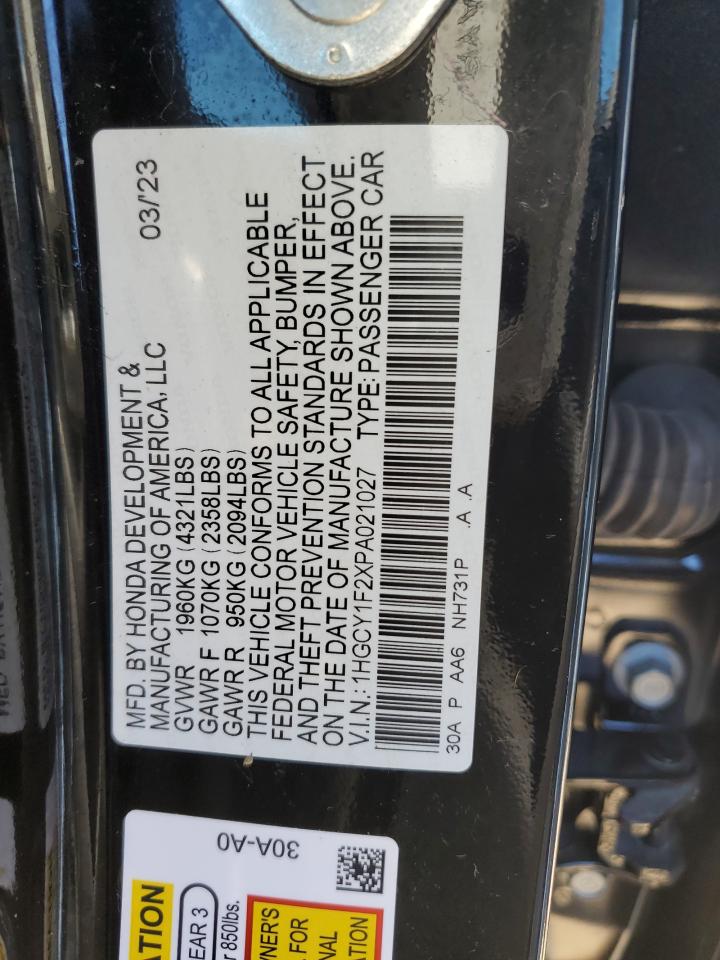 MFD. BY HONDA DEVELOPMENT &
MANUFACTURING OF AMERICA, LLC 03/'23
GVWR 1960KG (4321LBS)
GAWR F 1070KG (2358LBS)
GAWR R 950KG (2094LBS)
THIS VEHICLE CONFORMS TO ALL APPLICABLE
FEDERAL MOTOR VEHICLE SAFETY, BUMPER,
AND THEFT PREVENTION STANDARDS IN EFFECT
ON THE DATE OF MANUFACTURE SHOWN ABOVE.
V.I.N.: 1HGCY1F2XPA021027 TYPE: PASSENGER CAR
30A P AA6 NH731P .A .A
30A-A0
EAR 3
850lbs.
FOR